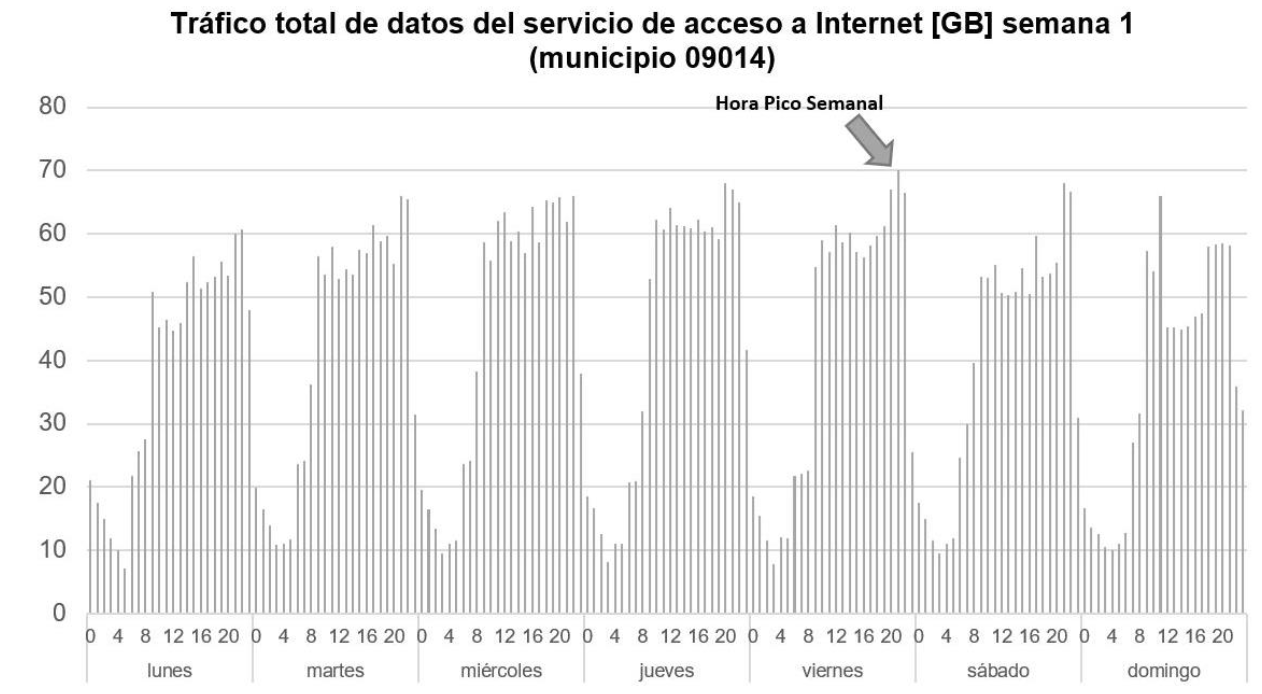 Tráfico total de datos del servicio de acceso a Internet [GB] semana 1
(municipio 09014)
Hora Pico Semanal
80
70
60
50
40
30
20
10
0
0 4 8 12 16 20 0 4 8 12 16 20 0 4 8 12 16 20 0 4 8 12 16 20 0 4 8 12 16 20 0 4 8 12 16 20 0 4 8 12 16 20
lunes martes miércoles jueves viernes sábado domingo